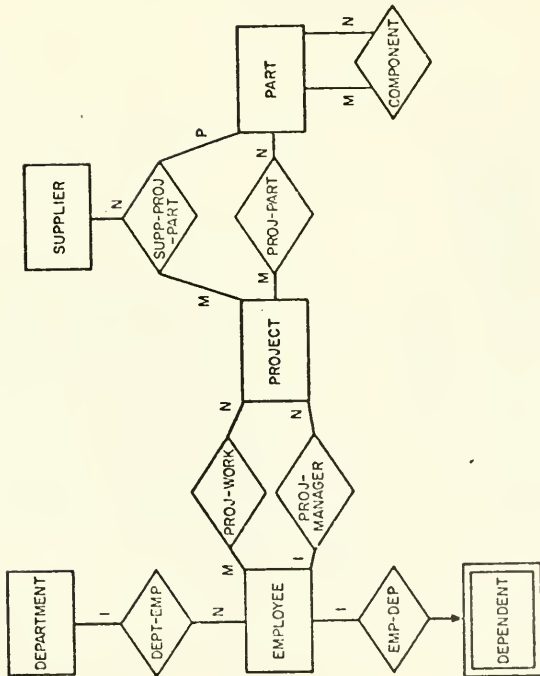 DEPARTMENT
SUPPLIER
1
N
DEPT-EMP
SUPP-PROJ
-PART
N
M
P
M
PROJ-WORK
N
EMPLOYEE
PROJECT
M
PROJ-PART
N
PART
1
PROJ-
MANAGER
N
1
EMP-DEP
M
N
COMPONENT
DEPENDENT